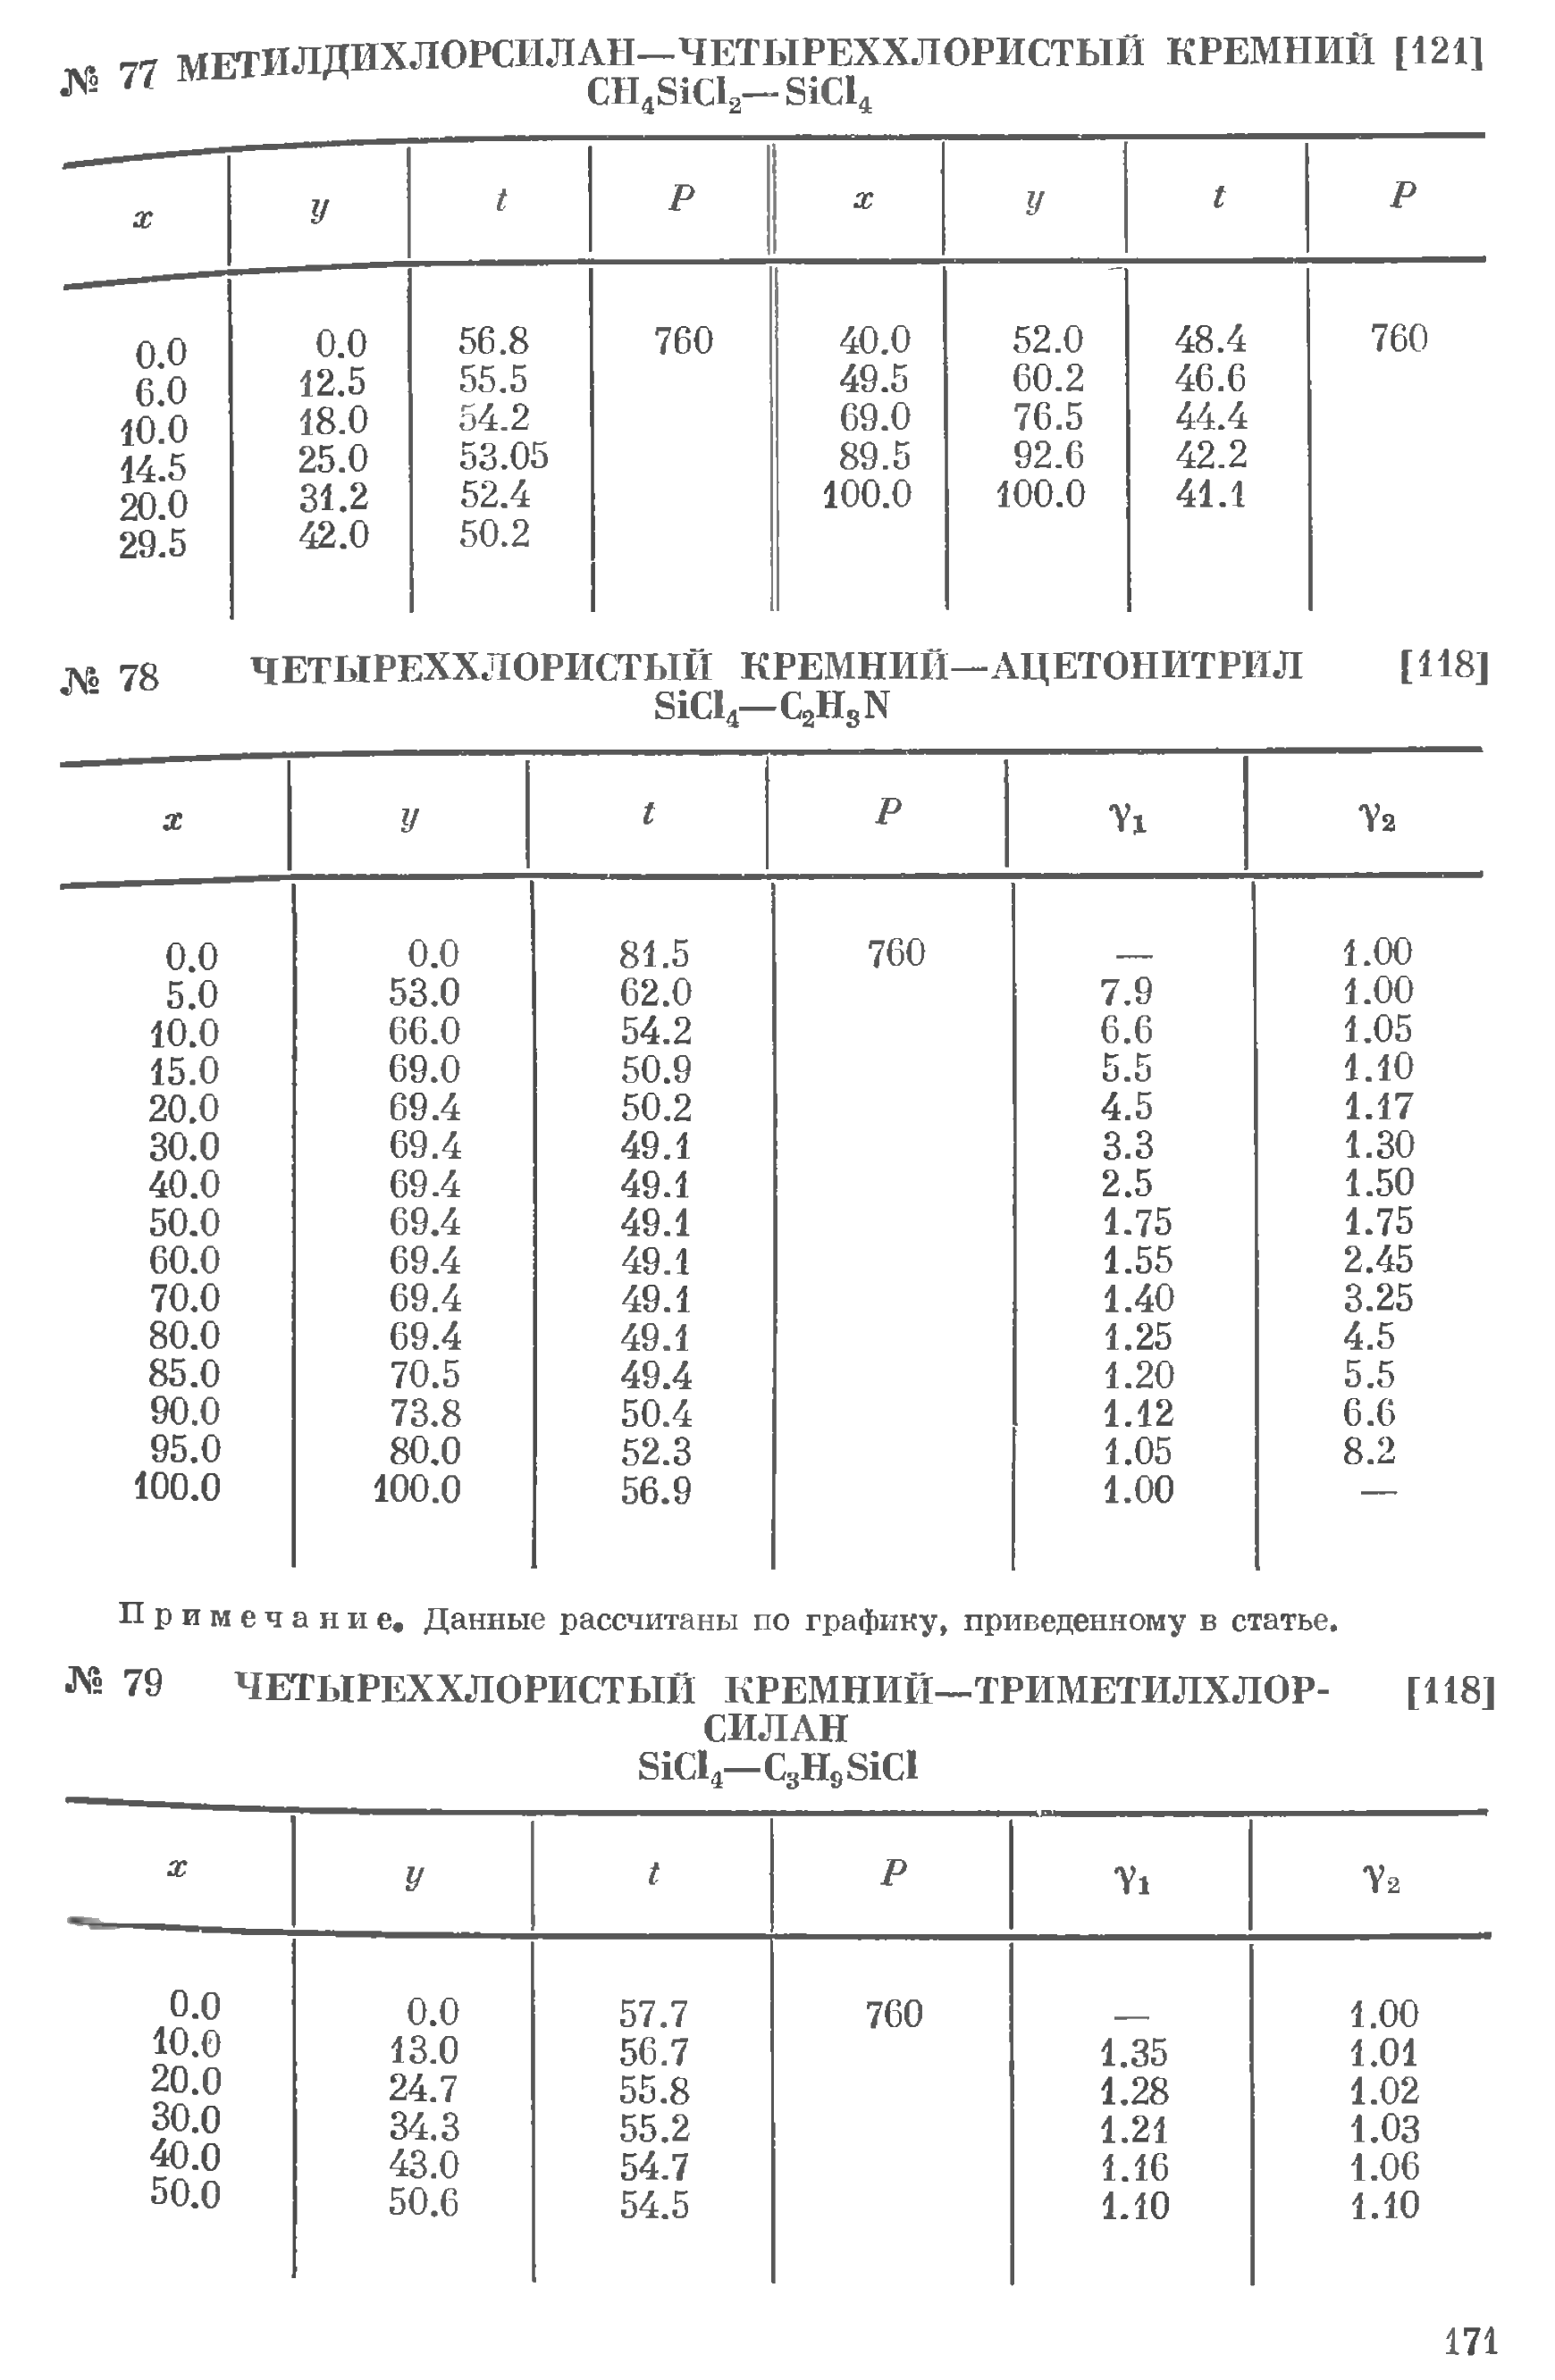 № 77 МЕТИЛДИХЛОРСИЛАН—ЧЕТЫРЕХХЛОРИСТЫЙ КРЕМНИЙ [121]
CH₄SiCl₂—SiCl₄
x y t P x y t P
0.0 0.0 56.8 760 40.0 52.0 48.4 760
6.0 12.5 55.5 49.5 60.2 46.6
10.0 18.0 54.2 69.0 76.5 44.4
14.5 25.0 53.05 89.5 92.6 42.2
20.0 31.2 52.4 100.0 100.0 41.1
29.5 42.0 50.2
№ 78 ЧЕТЫРЕХХЛОРИСТЫЙ КРЕМНИЙ—АЦЕТОНИТРИЛ [118]
SiCl₄—C₂H₃N
x y t P γ₁ γ₂
0.0 0.0 81.5 760 — 1.00
5.0 53.0 62.0 7.9 1.00
10.0 66.0 54.2 6.6 1.05
15.0 69.0 50.9 5.5 1.10
20.0 69.4 50.2 4.5 1.17
30.0 69.4 49.1 3.3 1.30
40.0 69.4 49.1 2.5 1.50
50.0 69.4 49.1 1.75 1.75
60.0 69.4 49.1 1.55 2.45
70.0 69.4 49.1 1.40 3.25
80.0 69.4 49.1 1.25 4.5
85.0 70.5 49.4 1.20 5.5
90.0 73.8 50.4 1.12 6.6
95.0 80.0 52.3 1.05 8.2
100.0 100.0 56.9 1.00 —
Примечание. Данные рассчитаны по графику, приведенному в статье.
№ 79 ЧЕТЫРЕХХЛОРИСТЫЙ КРЕМНИЙ—ТРИМЕТИЛХЛОР- [118]
СИЛАН
SiCl₄—C₃H₉SiCl
x y t P γ₁ γ₂
0.0 0.0 57.7 760 — 1.00
10.0 13.0 56.7 1.35 1.01
20.0 24.7 55.8 1.28 1.02
30.0 34.3 55.2 1.21 1.03
40.0 43.0 54.7 1.16 1.06
50.0 50.6 54.5 1.10 1.10
171